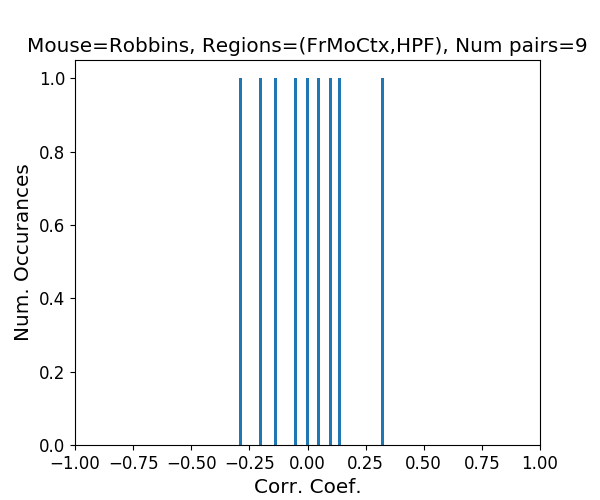 Mouse=Robbins, Regions=(FrMoCtx,HPF), Num pairs=9
1.0
0.8
0.6
0.4
0.2
0.0
Num. Occurances
−1.00 −0.75 −0.50 −0.25 0.00 0.25 0.50 0.75 1.00
Corr. Coef.